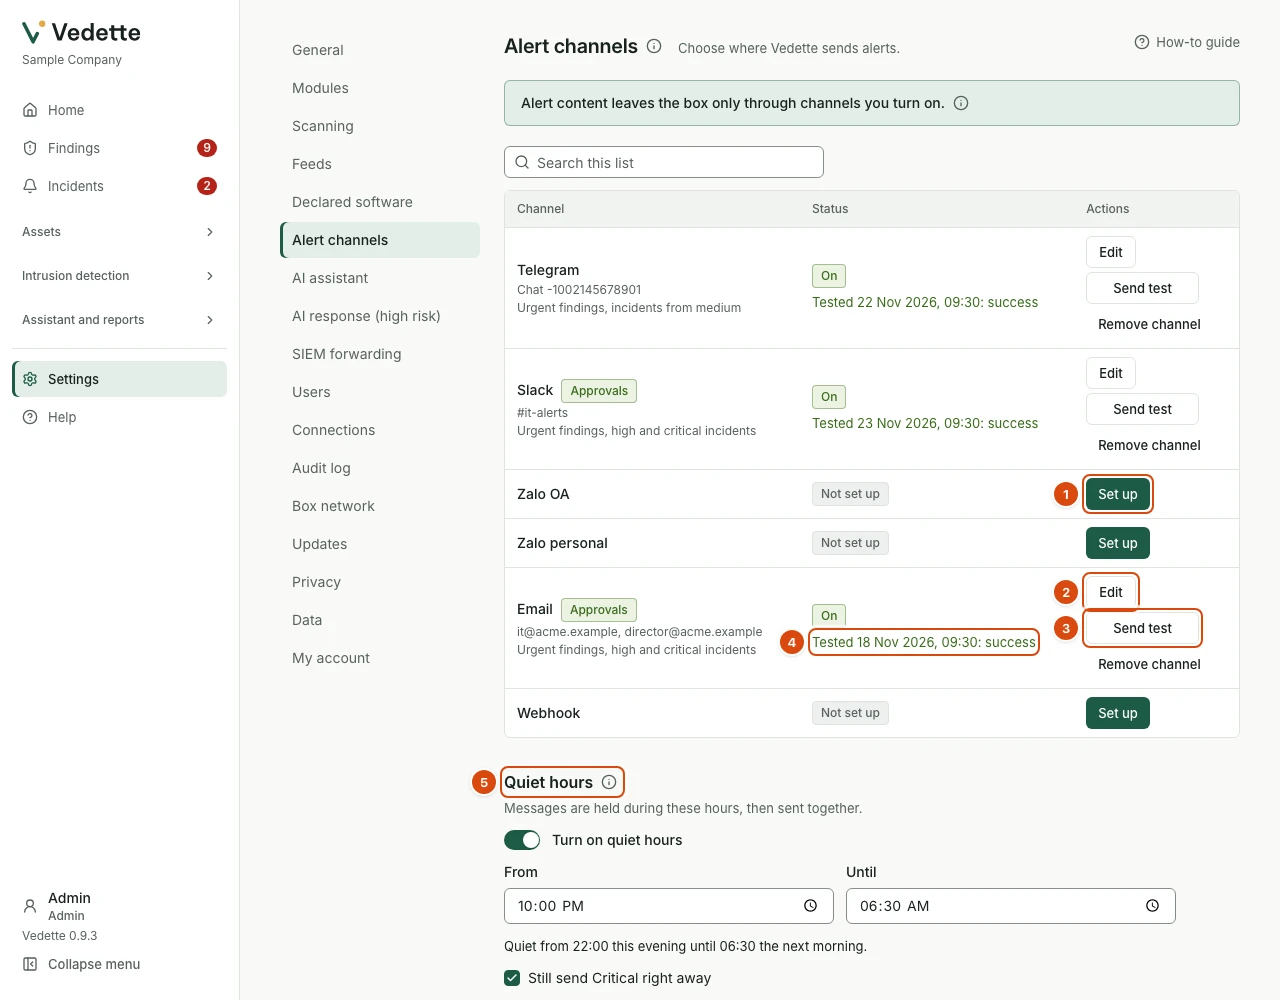 Vedette
Sample Company
Home
Findings 9
Incidents 2
Assets
Intrusion detection
Assistant and reports
Settings
Help
Admin
Admin
Vedette 0.9.3
Collapse menu
General
Modules
Scanning
Feeds
Declared software
Alert channels
AI assistant
AI response (high risk)
SIEM forwarding
Users
Connections
Audit log
Box network
Updates
Privacy
Data
My account
Alert channels Choose where Vedette sends alerts.
How-to guide
Alert content leaves the box only through channels you turn on.
Search this list
Channel Status Actions
Telegram
Chat -1002145678901
Urgent findings, incidents from medium
On
Tested 22 Nov 2026, 09:30: success
Edit
Send test
Remove channel
Slack Approvals
#it-alerts
Urgent findings, high and critical incidents
On
Tested 23 Nov 2026, 09:30: success
Edit
Send test
Remove channel
Zalo OA Not set up 1 Set up
Zalo personal Not set up Set up
Email Approvals
it@acme.example, director@acme.example
Urgent findings, high and critical incidents
On
4 Tested 18 Nov 2026, 09:30: success
2 Edit
3 Send test
Remove channel
Webhook Not set up Set up
5 Quiet hours
Messages are held during these hours, then sent together.
Turn on quiet hours
From Until
10:00 PM 06:30 AM
Quiet from 22:00 this evening until 06:30 the next morning.
Still send Critical right away